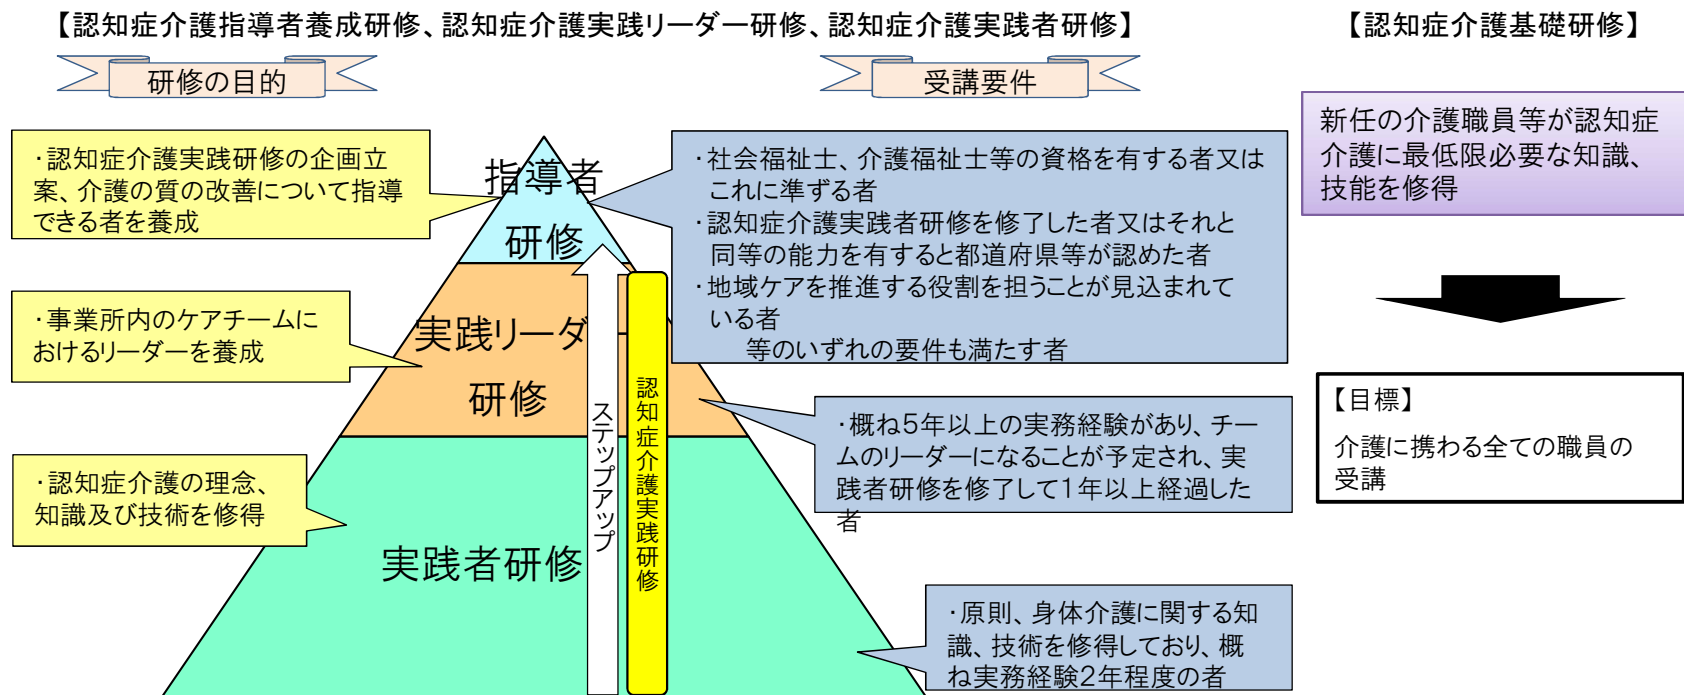 【認知症介護指導者養成研修、認知症介護実践リーダー研修、認知症介護実践者研修】
【認知症介護基礎研修】
研修の目的
受講要件
・認知症介護実践研修の企画立
案、介護の質の改善について指導
できる者を養成
・事業所内のケアチームに
おけるリーダーを養成
・認知症介護の理念、
知識及び技術を修得
指導者
研修
実践リーダー
研修
実践者研修
ステップアップ
認知症介護実践研修
・社会福祉士、介護福祉士等の資格を有する者又は
これに準ずる者
・認知症介護実践者研修を修了した者又はそれと
同等の能力を有すると都道府県等が認めた者
・地域ケアを推進する役割を担うことが見込まれて
いる者
等のいずれの要件も満たす者
・概ね5年以上の実務経験があり、チー
ムのリーダーになることが予定され、実
践者研修を修了して1年以上経過した
者
・原則、身体介護に関する知
識、技術を修得しており、概
ね実務経験2年程度の者
新任の介護職員等が認知症
介護に最低限必要な知識、
技能を修得
【目標】
介護に携わる全ての職員の
受講